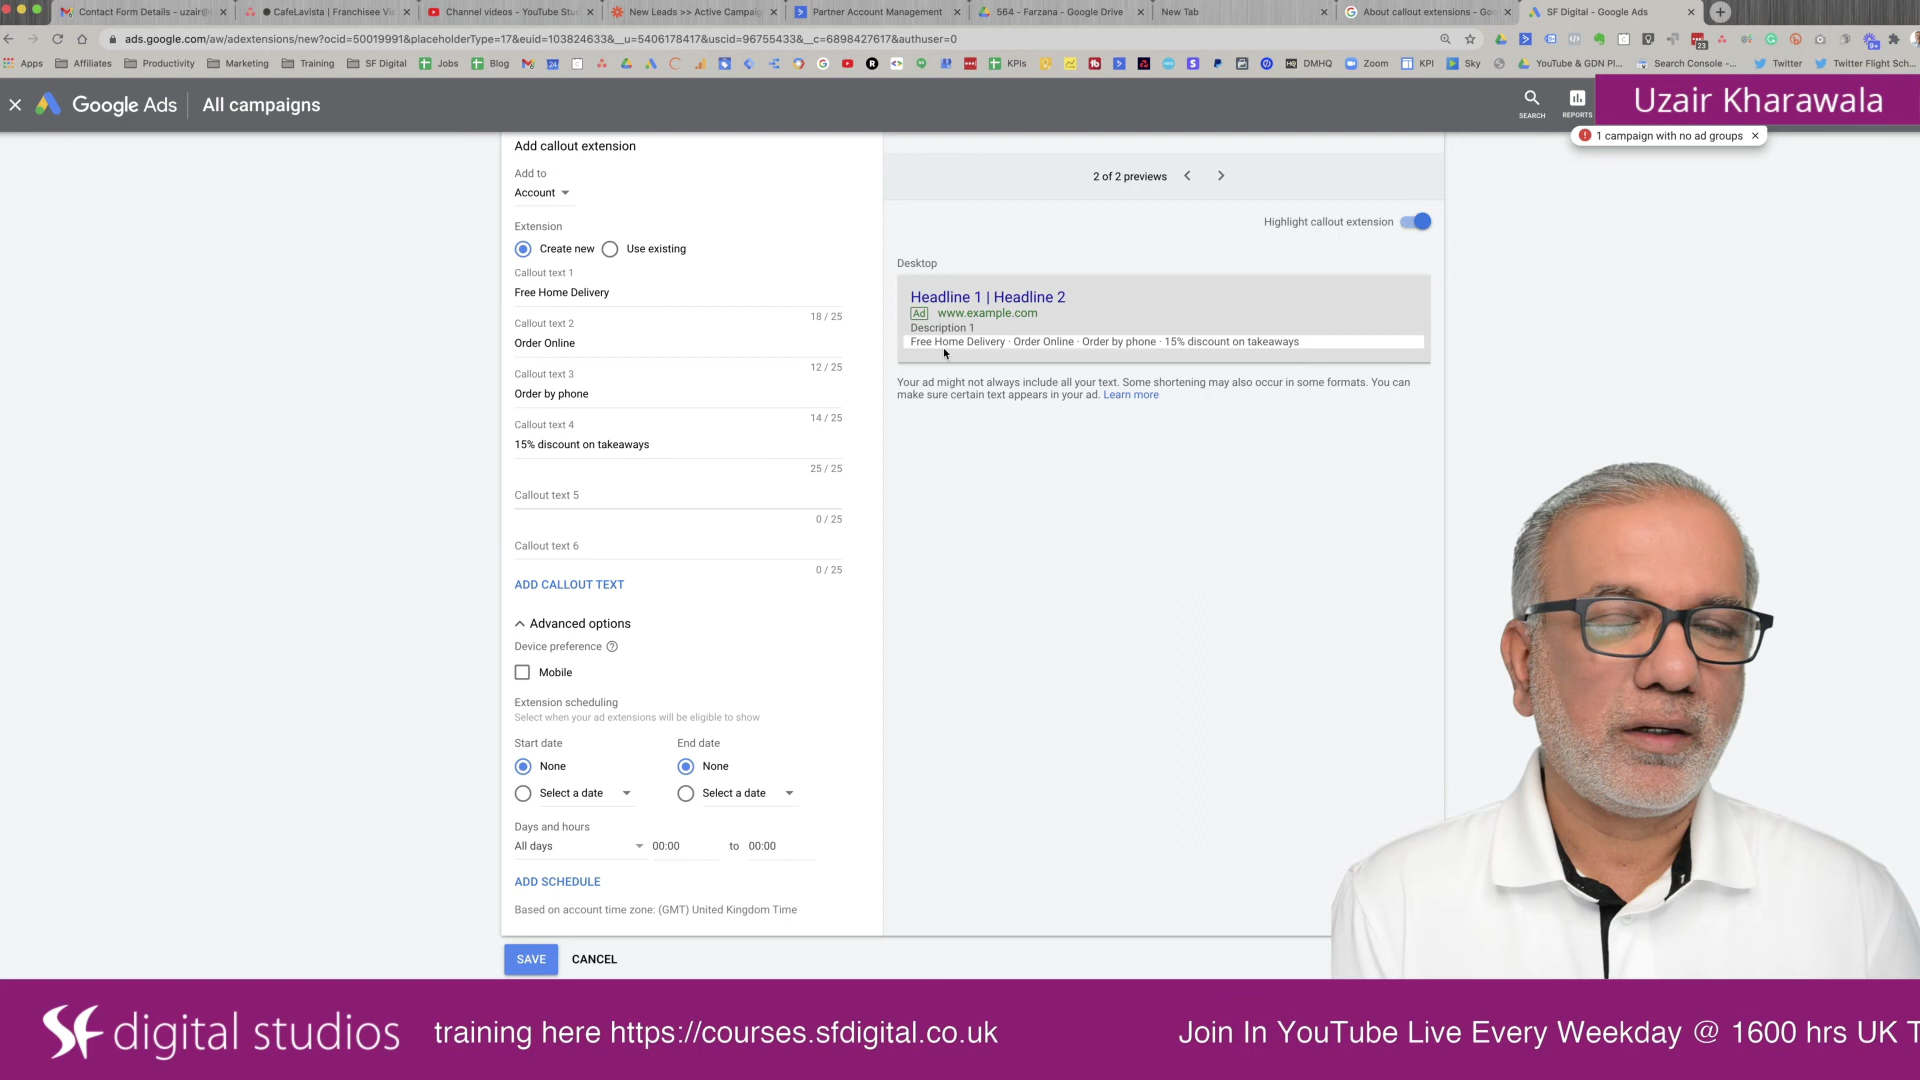 Contact Form Details - uzair@s
CafeLavista | Franchisee Vi
Channel videos - YouTube Stud
New Leads >> Active Campaig
Partner Account Management
564 - Farzana - Google Drive
New Tab
About callout extensions - Goo
SF Digital - Google Ads
ads.google.com/aw/adextensions/new?ocid=50019991&placeholderType=17&euid=103824633&__u=5406178417&uscid=96755433&__c=6898427617&authuser=0
Apps
Affiliates
Productivity
Marketing
Training
SF Digital
Jobs
Blog
KPIs
DMHQ
Zoom
KPI
Sky
YouTube & GDN Pl...
Search Console -...
Twitter
Twitter Flight Sch...
Google Ads
All campaigns
SEARCH
REPORTS
Uzair Kharawala
1 campaign with no ad groups
Add callout extension
Add to
Account
Extension
Create new
Use existing
Callout text 1
Free Home Delivery
18 / 25
Callout text 2
Order Online
12 / 25
Callout text 3
Order by phone
14 / 25
Callout text 4
15% discount on takeaways
25 / 25
Callout text 5
0 / 25
Callout text 6
0 / 25
ADD CALLOUT TEXT
Advanced options
Device preference
Mobile
Extension scheduling
Select when your ad extensions will be eligible to show
Start date
End date
None
None
Select a date
Select a date
Days and hours
All days
00:00
to
00:00
ADD SCHEDULE
Based on account time zone: (GMT) United Kingdom Time
SAVE
CANCEL
2 of 2 previews
Highlight callout extension
Desktop
Headline 1 | Headline 2
Ad www.example.com
Description 1
Free Home Delivery · Order Online · Order by phone · 15% discount on takeaways
Your ad might not always include all your text. Some shortening may also occur in some formats. You can
make sure certain text appears in your ad. Learn more
SF digital studios
training here https://courses.sfdigital.co.uk
Join In YouTube Live Every Weekday @ 1600 hrs UK T